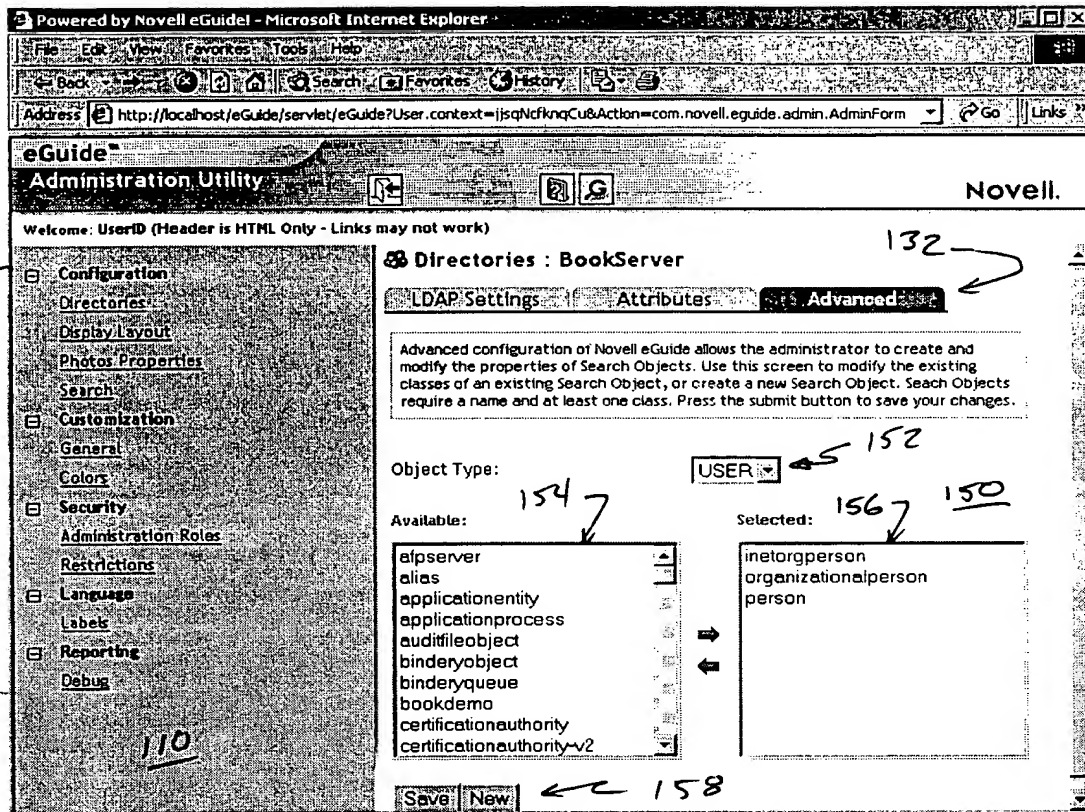 Powered by Novell eGuide! - Microsoft Internet Explorer
File Edit View Favorites Tools Help
Back Search Favorites History
Address http://localhost/eGuide/servlet/eGuide?User.context=jjsqNcfknqCu&Action=com.novell.eguide.admin.AdminForm Go Links
eGuide™
Administration Utility
Novell.
Welcome: UserID (Header is HTML Only - Links may not work)
Configuration
Directories
Display Layout
Photos Properties
Search
Customization
General
Colors
Security
Administration Roles
Restrictions
Language
Labels
Reporting
Debug
110
Directories : BookServer
132
LDAP Settings Attributes Advanced
Advanced configuration of Novell eGuide allows the administrator to create and
modify the properties of Search Objects. Use this screen to modify the existing
classes of an existing Search Object, or create a new Search Object. Seach Objects
require a name and at least one class. Press the submit button to save your changes.
Object Type: USER 152
154 156 150
Available: Selected:
afpserver
alias
applicationentity
applicationprocess
auditfileobject
binderyobject
binderyqueue
bookdemo
certificationauthority
certificationauthority-v2
inetorgperson
organizationalperson
person
Save New 158